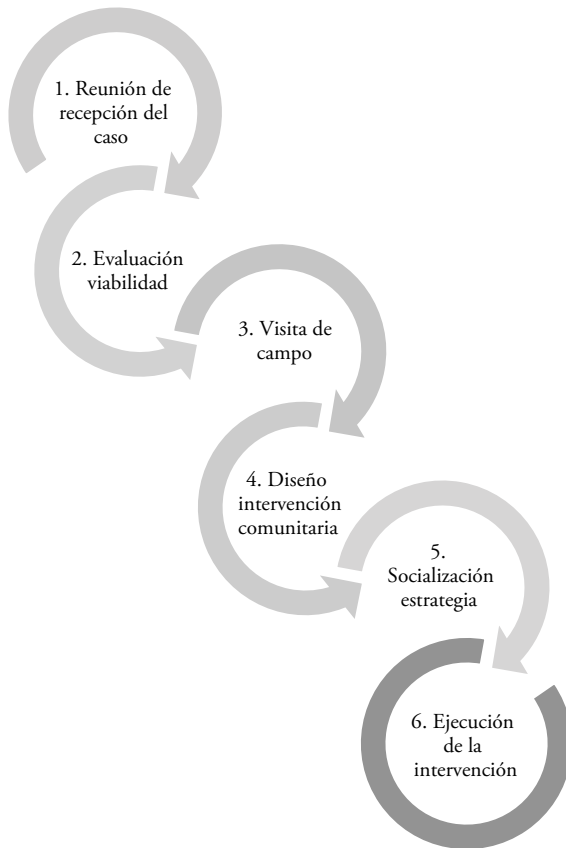 1. Reunión de
recepción del
caso
2. Evaluación
viabilidad
3. Visita de
campo
4. Diseño
intervención
comunitaria
5.
Socialización
estrategia
6. Ejecución
de la
intervención